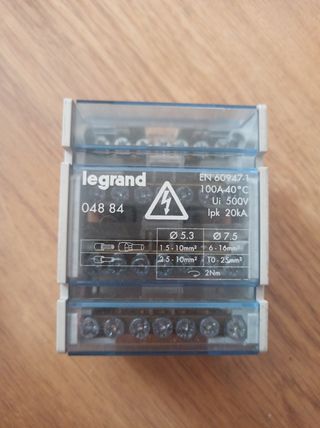 legrand
048 84
EN 60947-1
100A-40°C
Ui 500V
Ipk 20kA
Ø 5.3 Ø 7.5
1.5-10mm² 6-16mm²
2.5-10mm² 10-25mm²
2Nm